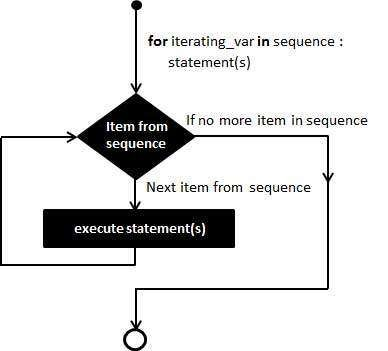 for iterating_var in sequence :
statement(s)
Item from
sequence
If no more item in sequence
Next item from sequence
execute statement(s)